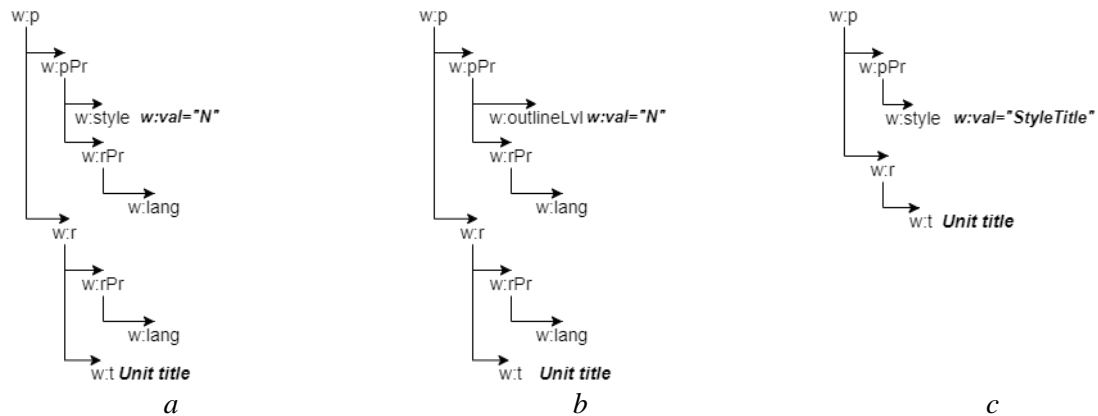 w:p
w:pPr
w:style w:val="N"
w:rPr
w:lang
w:r
w:rPr
w:lang
w:t Unit title
a
w:p
w:pPr
w:outlineLvl w:val="N"
w:rPr
w:lang
w:r
w:rPr
w:lang
w:t Unit title
b
w:p
w:pPr
w:style w:val="StyleTitle"
w:r
w:t Unit title
c